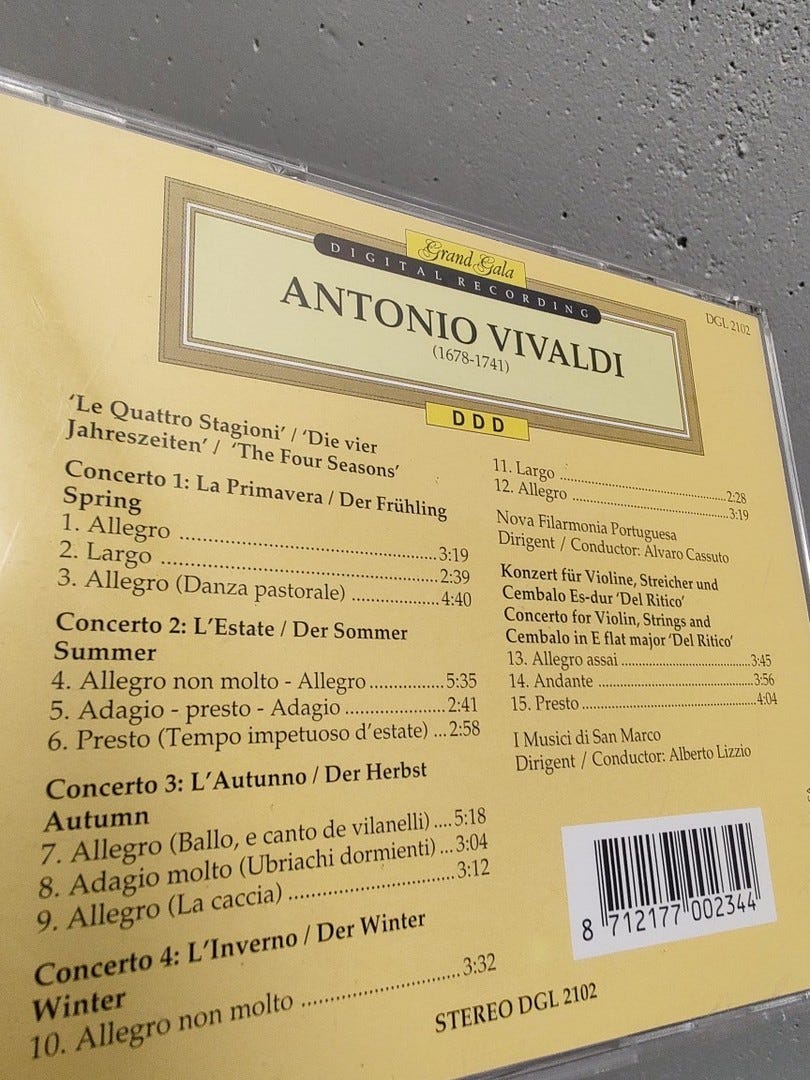 Grand Gala
DIGITAL RECORDING
ANTONIO VIVALDI
(1678-1741)
DGL 2102
DDD
'Le Quattro Stagioni' / 'Die vier
Jahreszeiten' / 'The Four Seasons'
Concerto 1: La Primavera / Der Frühling
Spring
1. Allegro ........ 3:19
2. Largo ........ 2:39
3. Allegro (Danza pastorale) ........ 4:40
Concerto 2: L'Estate / Der Sommer
Summer
4. Allegro non molto - Allegro ........ 5:35
5. Adagio - presto - Adagio ........ 2:41
6. Presto (Tempo impetuoso d'estate) ... 2:58
Concerto 3: L'Autunno / Der Herbst
Autumn
7. Allegro (Ballo, e canto de vilanelli) .... 5:18
8. Adagio molto (Ubriachi dormienti) ... 3:04
9. Allegro (La caccia) ........ 3:12
Concerto 4: L'Inverno / Der Winter
Winter
10. Allegro non molto ........ 3:32
11. Largo ........ 2:28
12. Allegro ........ 3:19
Nova Filarmonia Portuguesa
Dirigent / Conductor: Alvaro Cassuto
Konzert für Violine, Streicher und
Cembalo Es-dur 'Del Ritico'
Concerto for Violin, Strings and
Cembalo in E flat major 'Del Ritico'
13. Allegro assai ........ 3:45
14. Andante ........ 3:56
15. Presto ........ 4:04
I Musici di San Marco
Dirigent / Conductor: Alberto Lizzio
8 712177 002344
STEREO DGL 2102